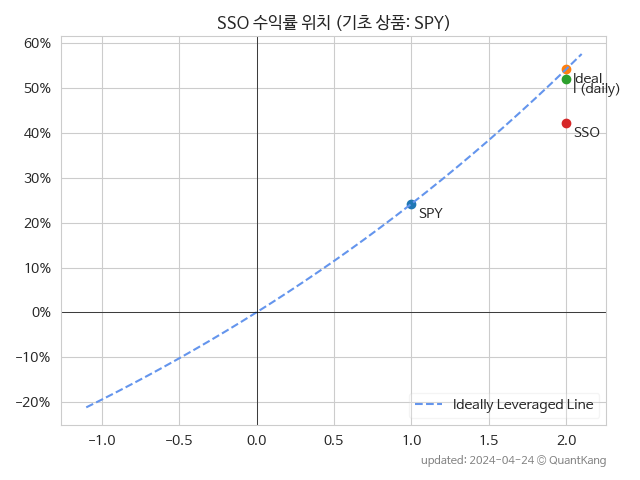 SSO 수익률 위치 (기초 상품: SPY)
60%
50%
40%
30%
20%
10%
0%
−10%
−20%
Ideal
(daily)
SSO
SPY
Ideally Leveraged Line
−1.0 −0.5 0.0 0.5 1.0 1.5 2.0
updated: 2024-04-24 © QuantKang